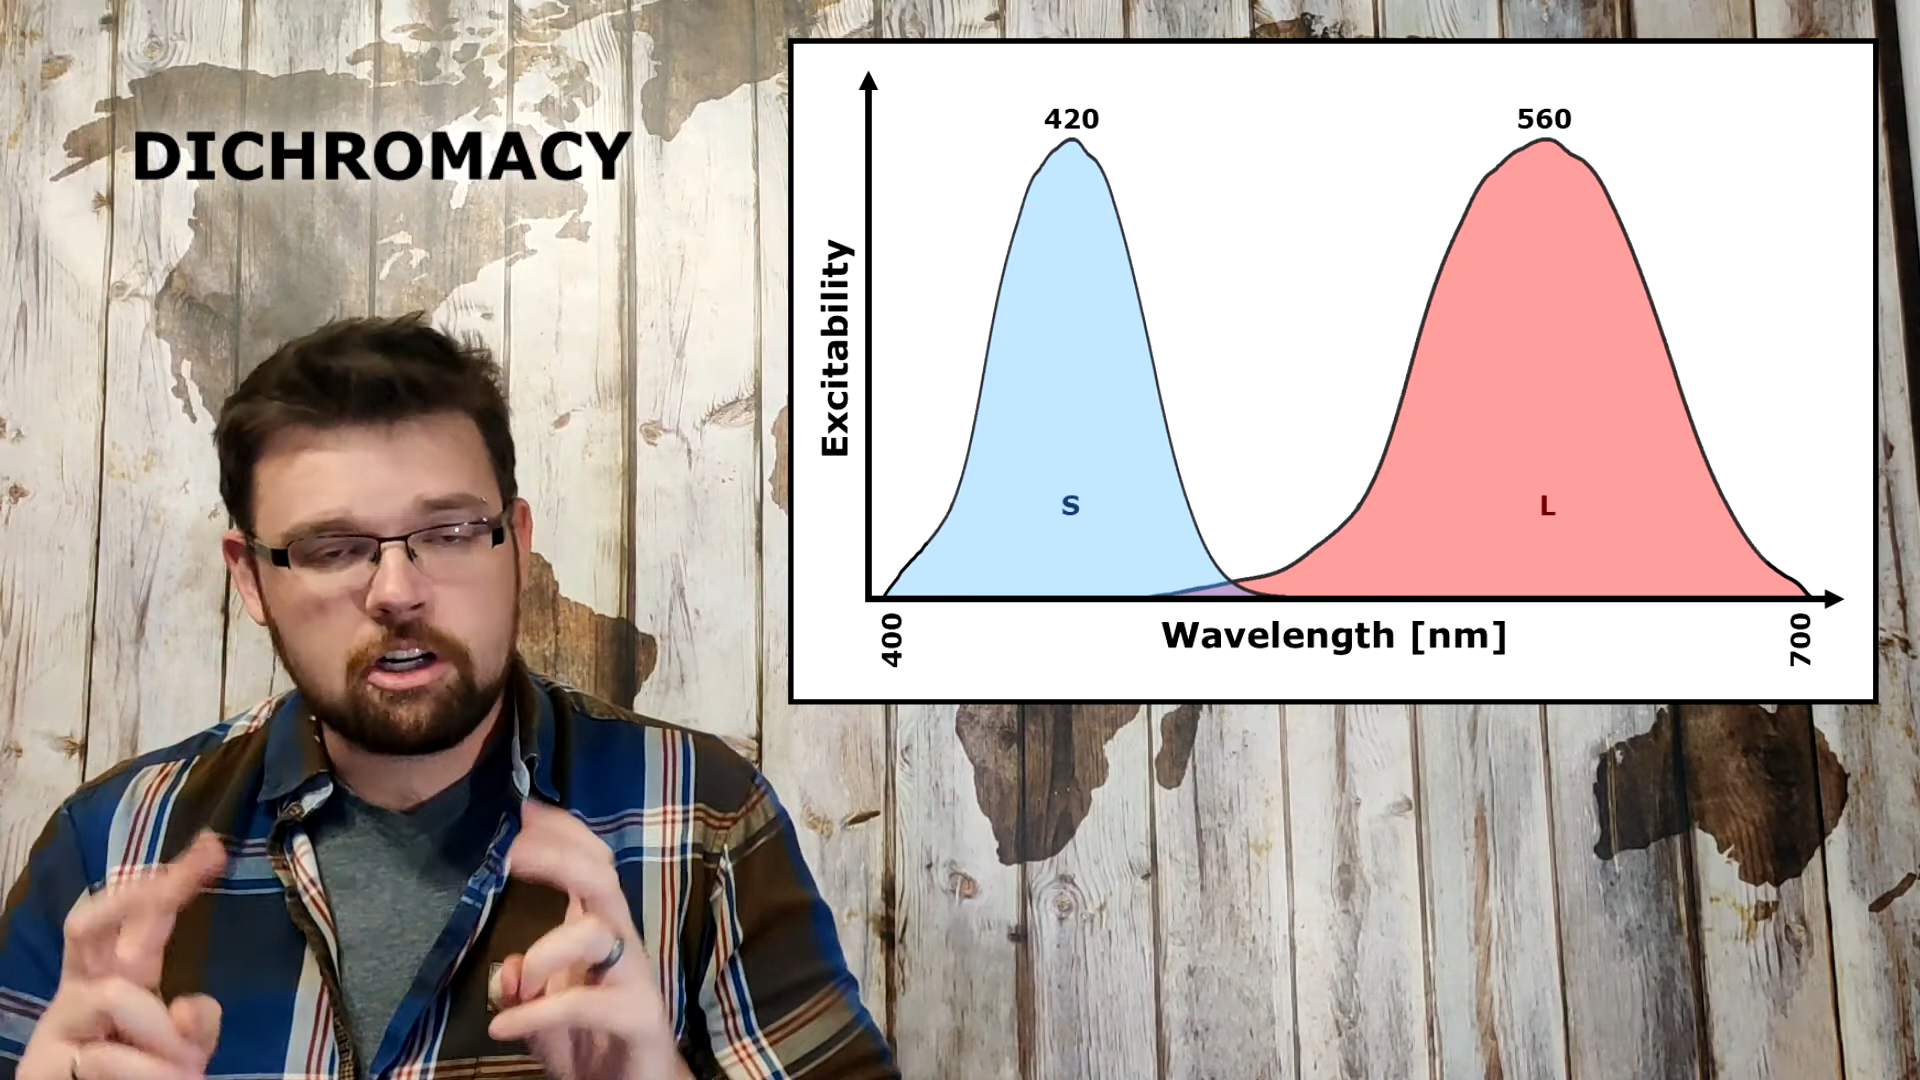 DICHROMACY
420
560
Excitability
S
L
400
Wavelength [nm]
700